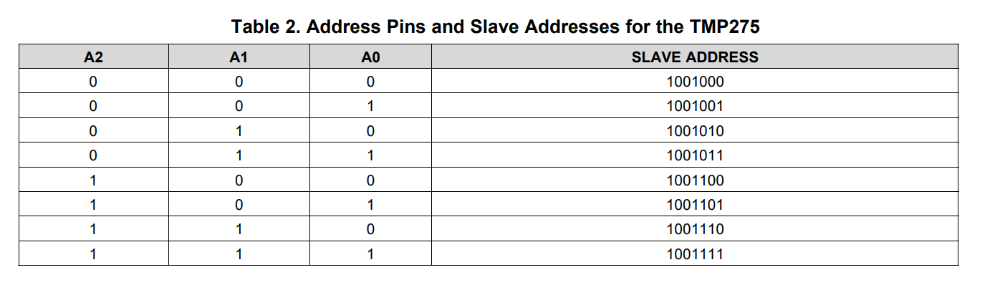 Table 2. Address Pins and Slave Addresses for the TMP275
A2 A1 A0 SLAVE ADDRESS
0 0 0 1001000
0 0 1 1001001
0 1 0 1001010
0 1 1 1001011
1 0 0 1001100
1 0 1 1001101
1 1 0 1001110
1 1 1 1001111